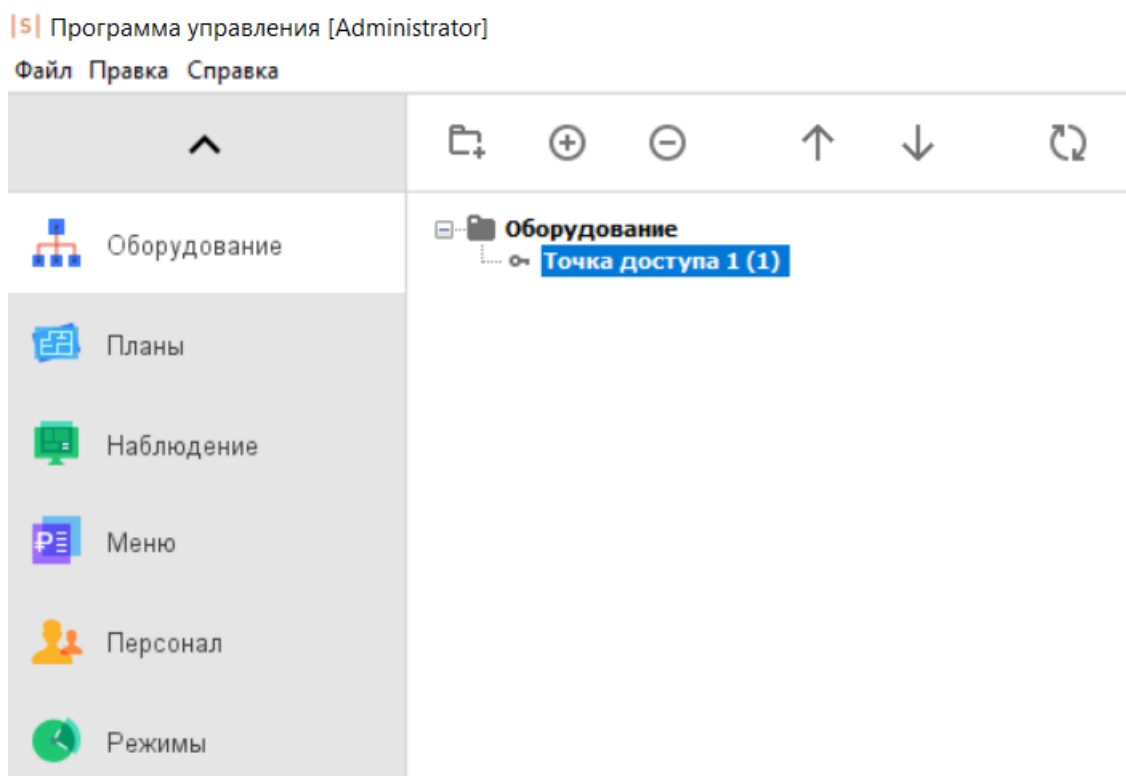 |S| Программа управления [Administrator]
Файл Правка Справка
Оборудование
Планы
Наблюдение
Меню
Персонал
Режимы
Оборудование
Точка доступа 1 (1)